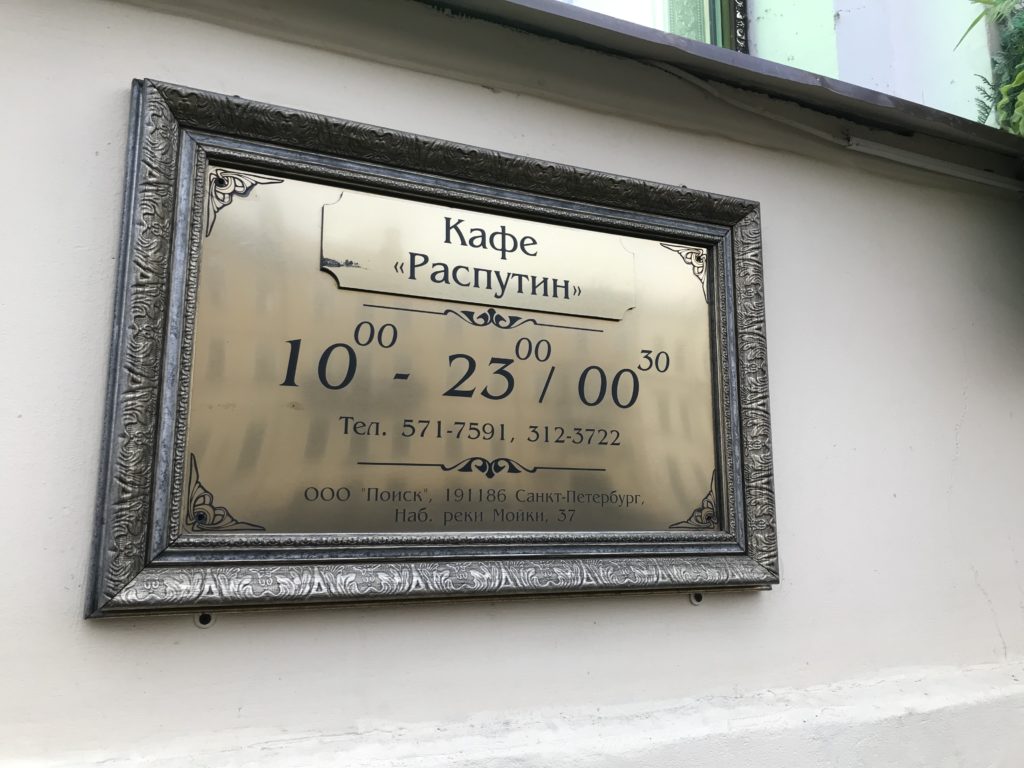 Кафе
«Распутин»
10⁰⁰ - 23⁰⁰ / 00³⁰
Тел. 571-7591, 312-3722
ООО "Поиск", 191186 Санкт-Петербург,
Наб. реки Мойки, 37